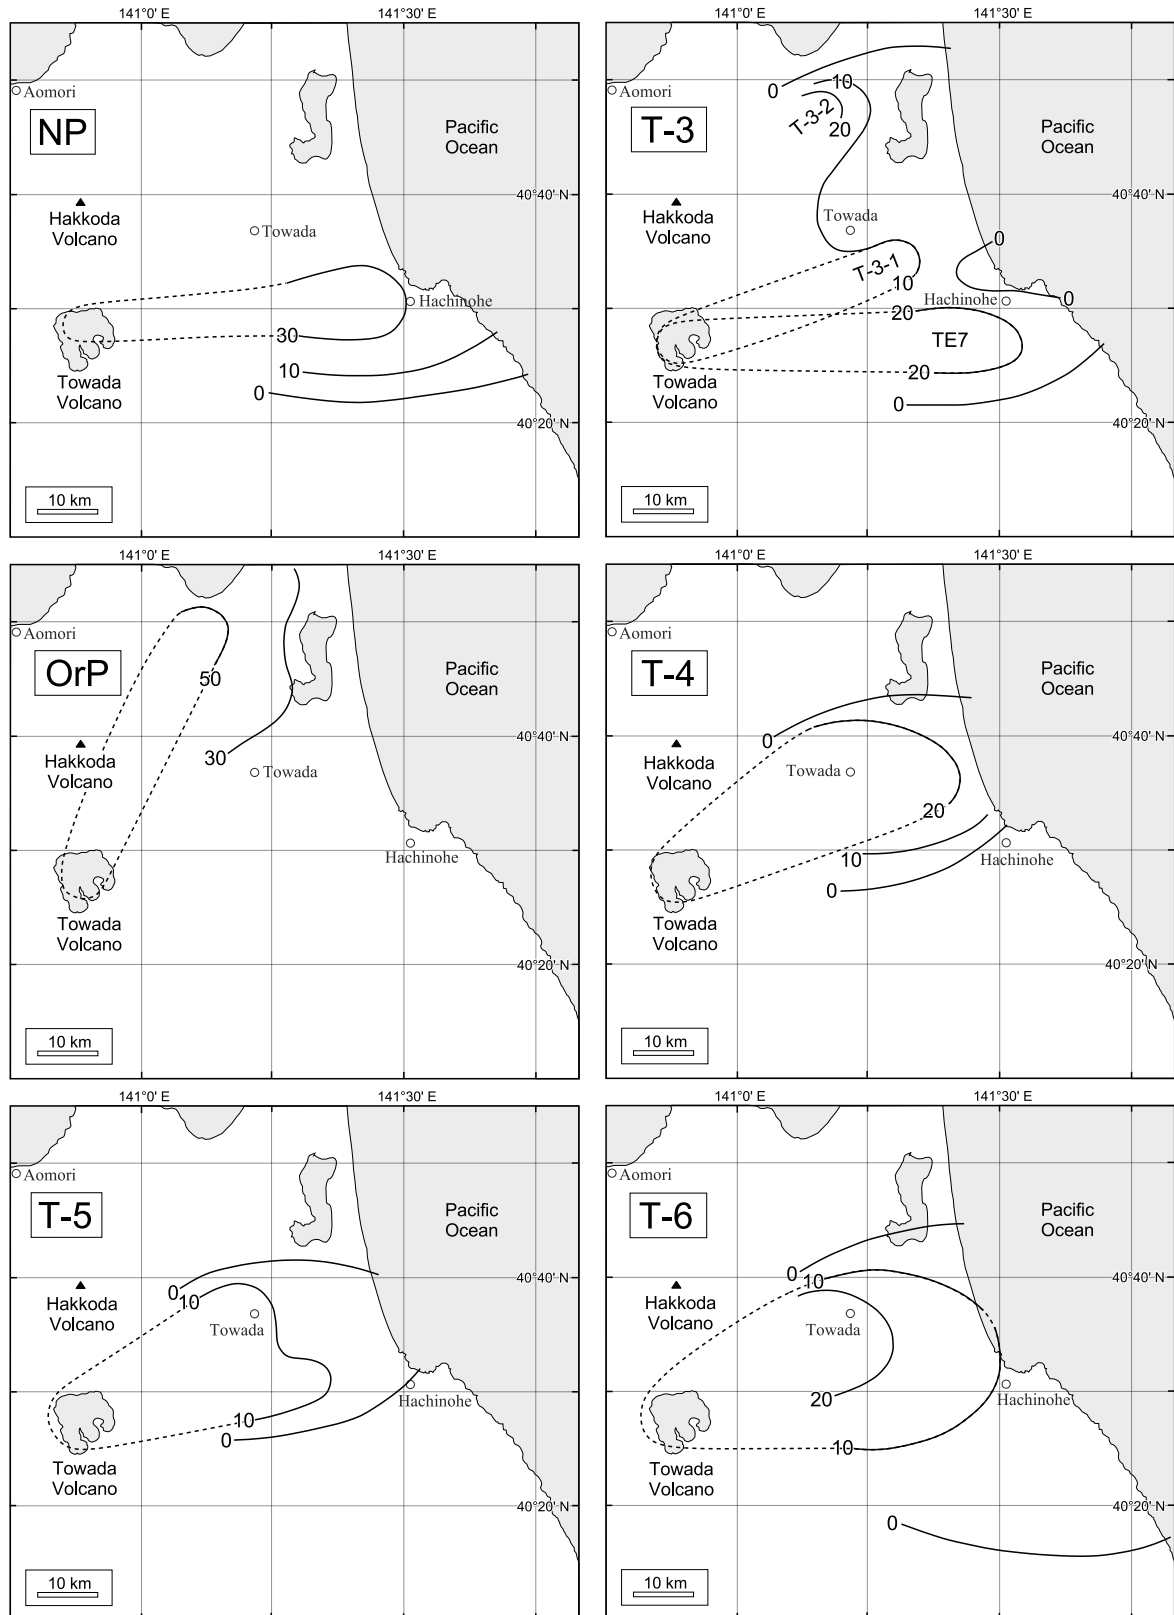 141°0' E
141°30' E
Aomori
NP
Pacific
Ocean
40°40' N
Hakkoda
Volcano
Towada
Hachinohe
30
10
0
Towada
Volcano
40°20' N
10 km
141°0' E
141°30' E
0
10
Aomori
T-3-2
20
T-3
Pacific
Ocean
40°40' N
Towada
Hakkoda
Volcano
0
T-3-1
10
Hachinohe
0
20
TE7
20
Towada
Volcano
0
40°20' N
10 km
141°0' E
141°30' E
Aomori
OrP
50
Pacific
Ocean
40°40' N
30
Hakkoda
Volcano
Towada
Hachinohe
Towada
Volcano
40°20' N
10 km
141°0' E
141°30' E
Aomori
T-4
Pacific
Ocean
0
40°40' N
Hakkoda
Volcano
Towada
20
10
Hachinohe
0
Towada
Volcano
40°20' N
10 km
141°0' E
141°30' E
Aomori
T-5
Pacific
Ocean
40°40' N
0
10
Hakkoda
Volcano
Towada
Hachinohe
10
0
Towada
Volcano
40°20' N
10 km
141°0' E
141°30' E
Aomori
T-6
Pacific
Ocean
0
10
40°40' N
Hakkoda
Volcano
Towada
20
Hachinohe
10
Towada
Volcano
40°20' N
0
10 km